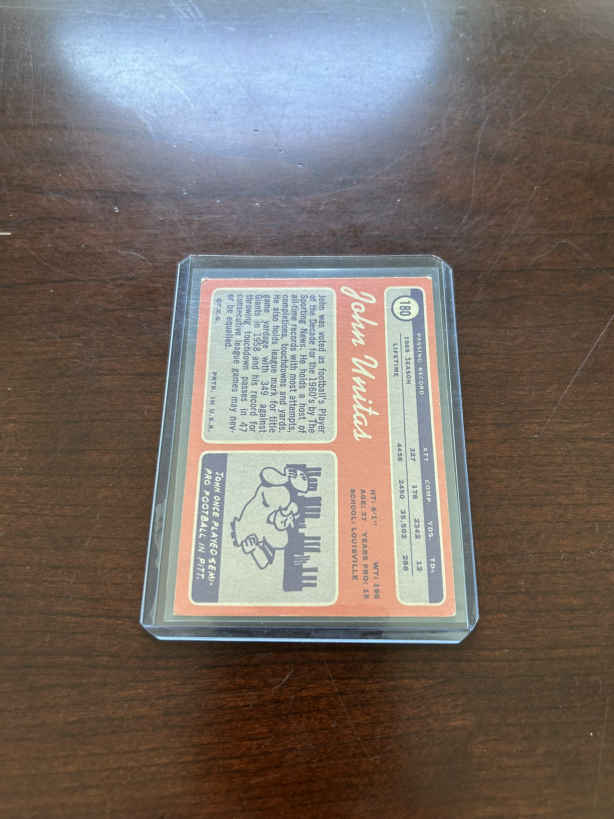 180
PASSING RECORD ATT. COMP. YDS. TDs.
1969 SEASON 327 178 2342 12
LIFETIME 4458 2450 35,502 266
John Unitas
HT: 6'1" WT: 196
AGE: 37 YEARS PRO: 15
SCHOOL: LOUISVILLE
John was voted as football's Player
of the Decade for the 1960's by The
Sporting News. He holds a host of
all-time records with most attempts,
completions, touchdowns and yards.
He also holds league mark for title
game yardage with 349 against
Giants in 1958 and his record for
throwing touchdown passes in 47
consecutive league games may nev-
er be equalled.
©T.C.G. PRTD. IN U.S.A.
JOHN ONCE PLAYED SEMI-
PRO FOOTBALL IN PITT.